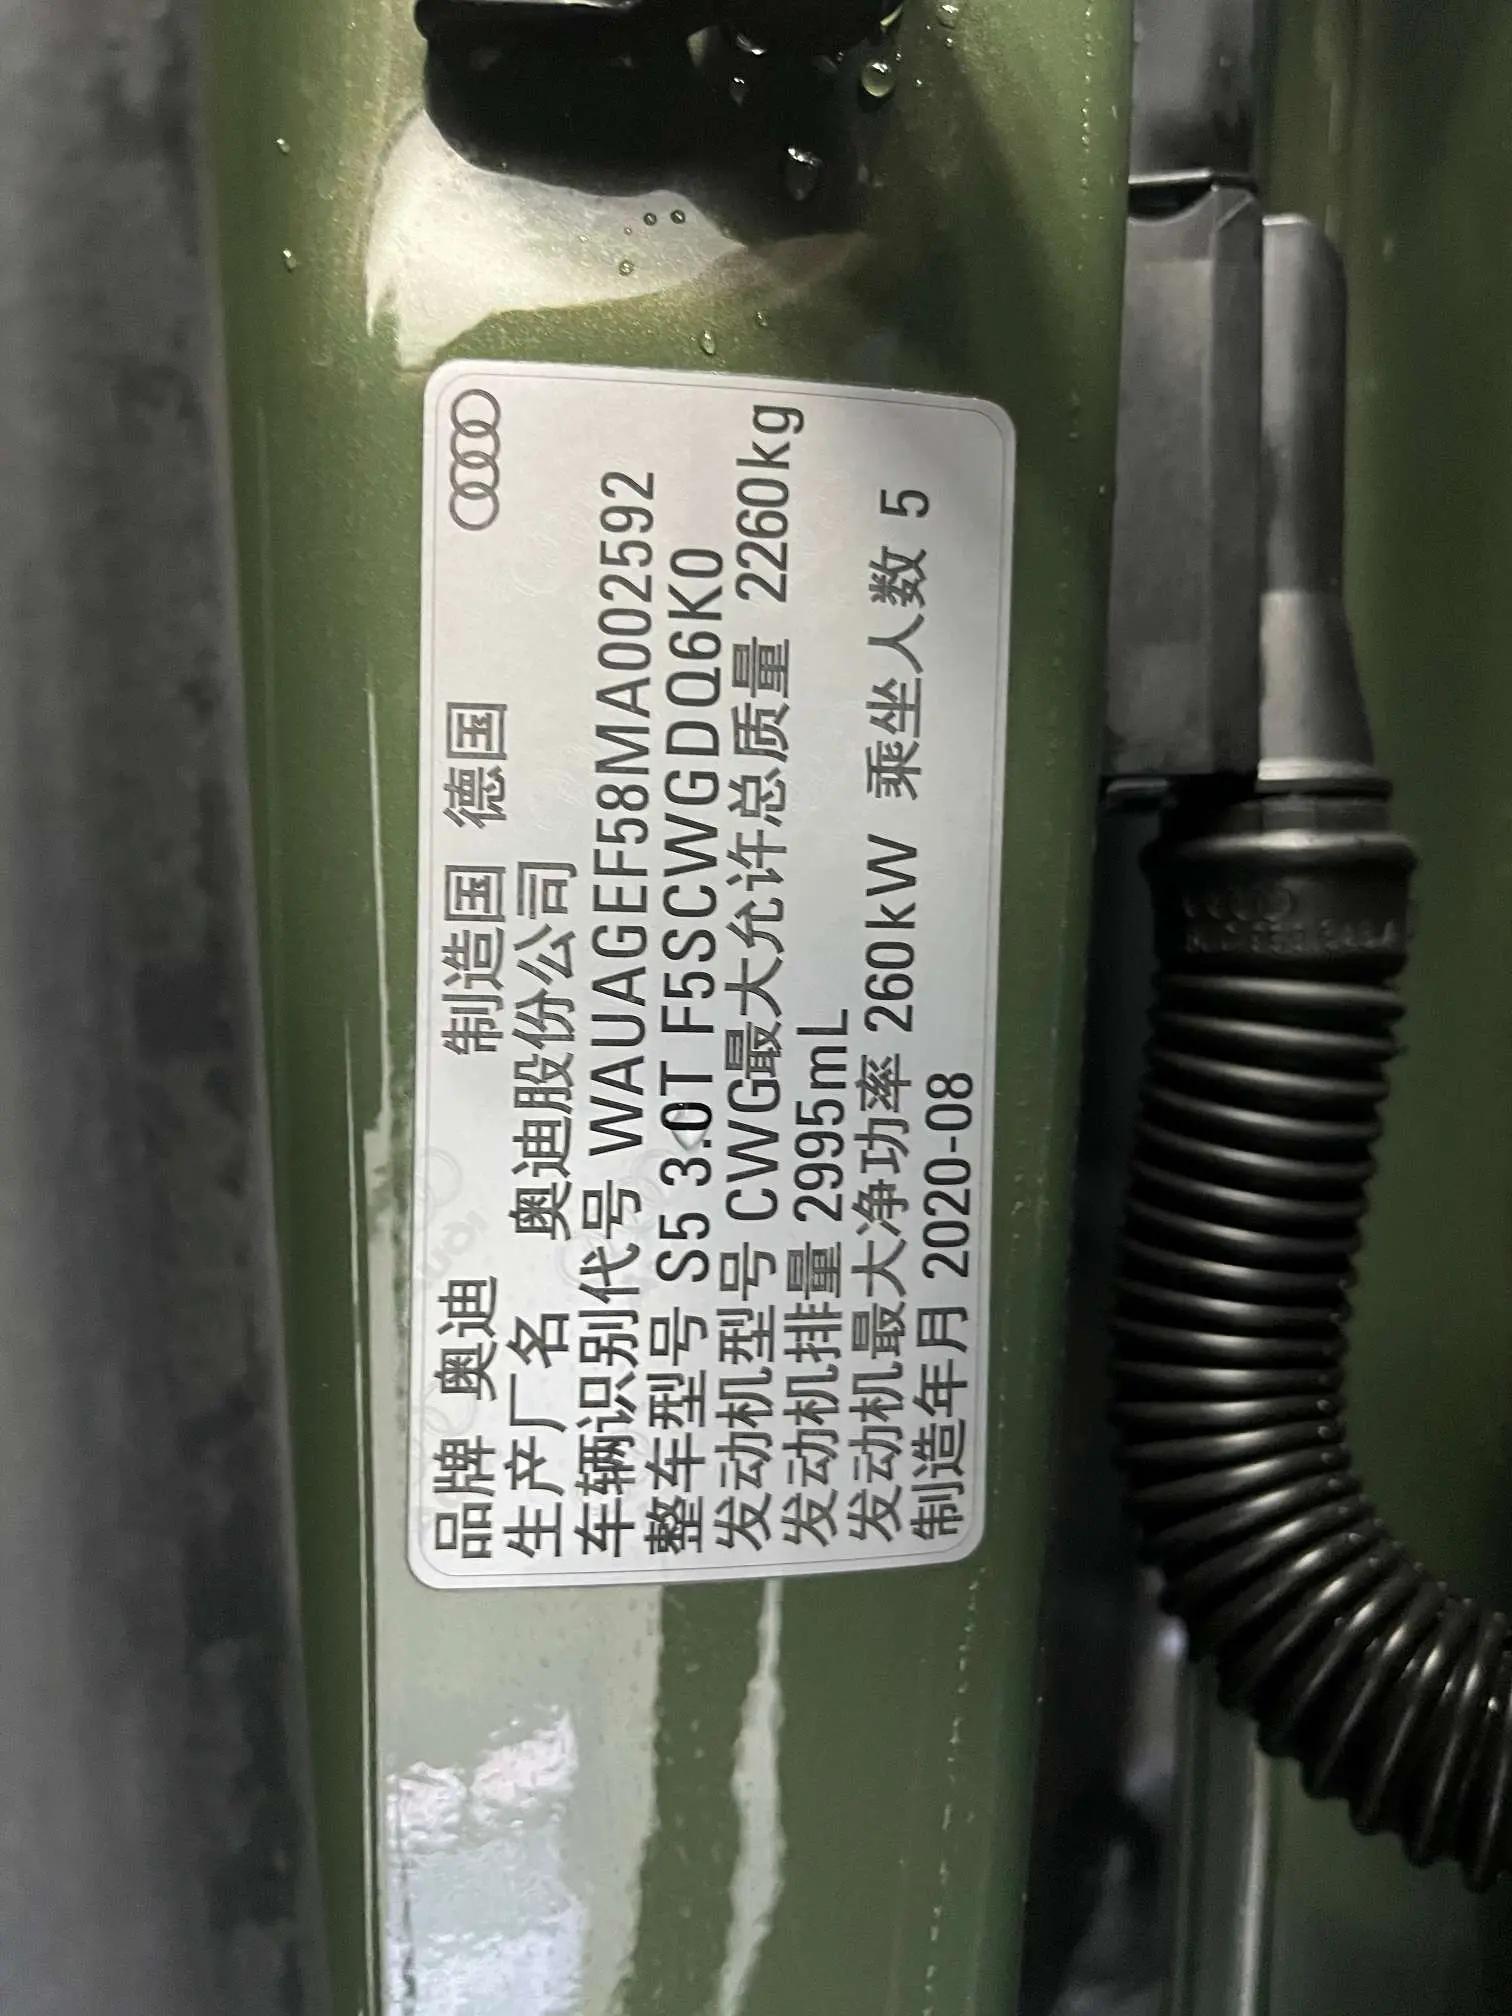 品牌 奥迪 制造国 德国
生产厂名 奥迪股份公司
车辆识别代号 WAUAGEF58MA002592
整车型号 S5 3.0T F5SCWGDQ6K0
发动机型号 CWG最大允许总质量 2260kg
发动机排量 2995mL
发动机最大净功率 260kW 乘坐人数 5
制造年月 2020-08